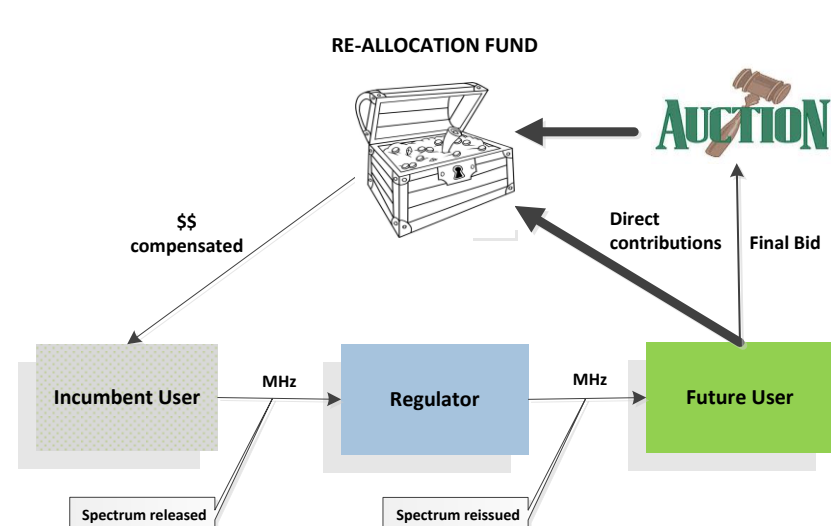 RE-ALLOCATION FUND
AUCTION
$$
compensated
Direct
contributions
Final Bid
Incumbent User
MHz
Regulator
MHz
Future User
Spectrum released
Spectrum reissued